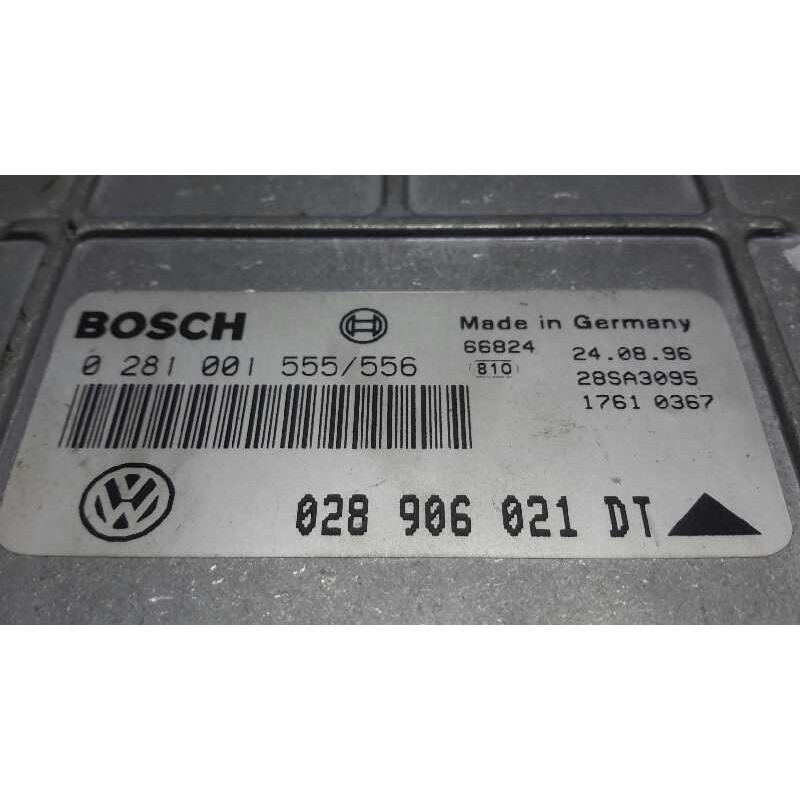 BOSCH
Made in Germany
0 281 001 555/556
66824 24.08.96
810 28SA3095
1761 0367
028 906 021 DT